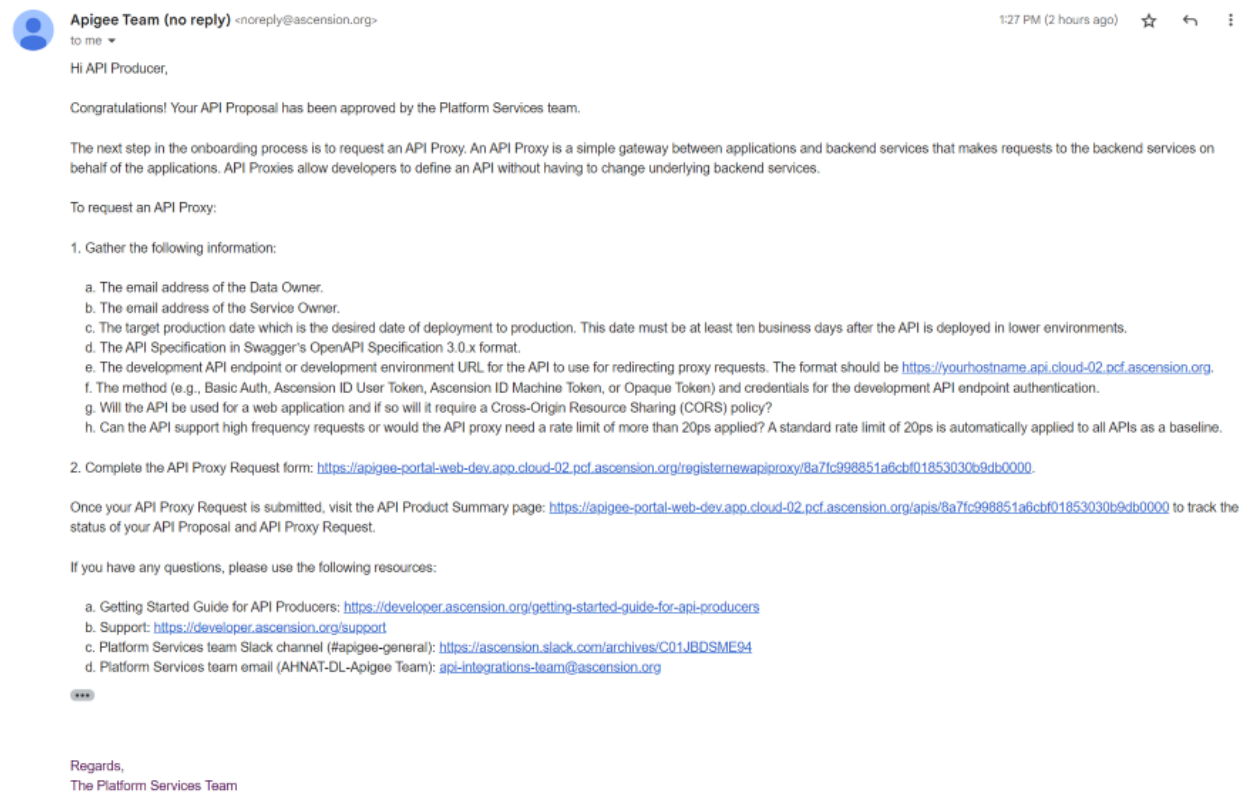 Apigee Team (no reply) <noreply@ascension.org>
1:27 PM (2 hours ago)
to me
Hi API Producer,
Congratulations! Your API Proposal has been approved by the Platform Services team.
The next step in the onboarding process is to request an API Proxy. An API Proxy is a simple gateway between applications and backend services that makes requests to the backend services on
behalf of the applications. API Proxies allow developers to define an API without having to change underlying backend services.
To request an API Proxy:
1. Gather the following information:
a. The email address of the Data Owner.
b. The email address of the Service Owner.
c. The target production date which is the desired date of deployment to production. This date must be at least ten business days after the API is deployed in lower environments.
d. The API Specification in Swagger's OpenAPI Specification 3.0.x format.
e. The development API endpoint or development environment URL for the API to use for redirecting proxy requests. The format should be https://yourhostname.api.cloud-02.pcf.ascension.org.
f. The method (e.g., Basic Auth, Ascension ID User Token, Ascension ID Machine Token, or Opaque Token) and credentials for the development API endpoint authentication.
g. Will the API be used for a web application and if so will it require a Cross-Origin Resource Sharing (CORS) policy?
h. Can the API support high frequency requests or would the API proxy need a rate limit of more than 20ps applied? A standard rate limit of 20ps is automatically applied to all APIs as a baseline.
2. Complete the API Proxy Request form: https://apigee-portal-web-dev.app.cloud-02.pcf.ascension.org/registernewapiproxy/8a7fc998851a6cbf01853030b9db0000.
Once your API Proxy Request is submitted, visit the API Product Summary page: https://apigee-portal-web-dev.app.cloud-02.pcf.ascension.org/apis/8a7fc998851a6cbf01853030b9db0000 to track the
status of your API Proposal and API Proxy Request.
If you have any questions, please use the following resources:
a. Getting Started Guide for API Producers: https://developer.ascension.org/getting-started-guide-for-api-producers
b. Support: https://developer.ascension.org/support
c. Platform Services team Slack channel (#apigee-general): https://ascension.slack.com/archives/C01JBDSME94
d. Platform Services team email (AHNAT-DL-Apigee Team): api-integrations-team@ascension.org
Regards,
The Platform Services Team